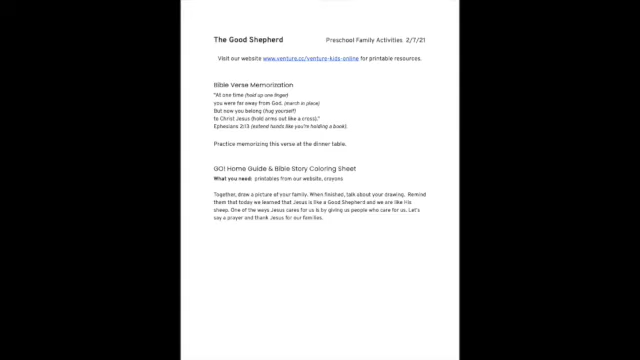 The Good Shepherd Preschool Family Activities 2/7/21
Visit our website www.venture.cc/venture-kids-online for printable resources.
Bible Verse Memorization
"At one time (hold up one finger)
you were far away from God. (march in place)
But now you belong (hug yourself)
to Christ Jesus (hold arms out like a cross)."
Ephesians 2:13 (extend hands like you're holding a book).
Practice memorizing this verse at the dinner table.
GO! Home Guide & Bible Story Coloring Sheet
What you need: printables from our website, crayons
Together, draw a picture of your family. When finished, talk about your drawing. Remind
them that today we learned that Jesus is like a Good Shepherd and we are like His
sheep. One of the ways Jesus cares for us is by giving us people who care for us. Let's
say a prayer and thank Jesus for our families.